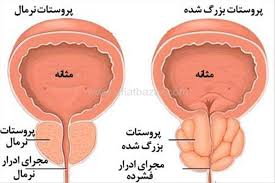 پروستات نرمال
پروستات بزرگ شده
مثانه
مثانه
پروستات
نرمال
مجرای ادرار
نرمال
پروستات
بزرگ شده
مجرای ادرار
فشرده